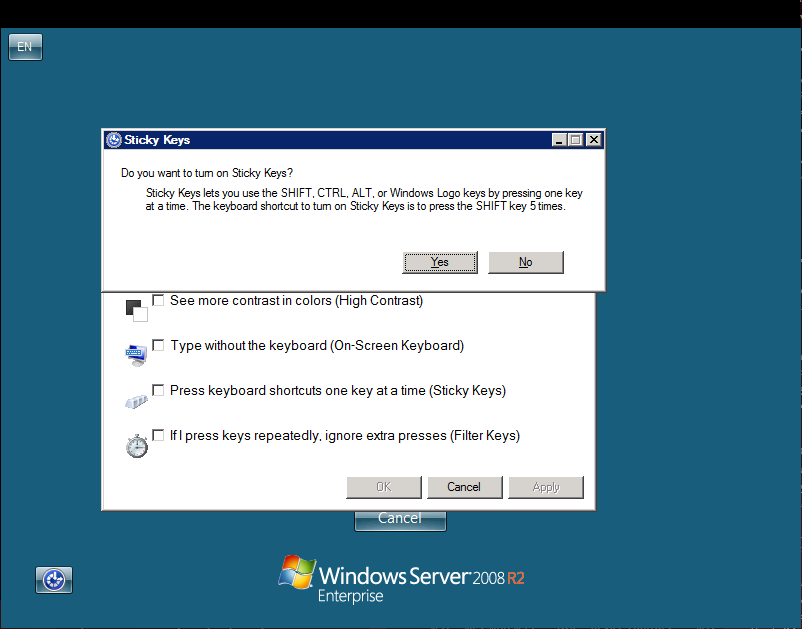 EN
Sticky Keys
Do you want to turn on Sticky Keys?
Sticky Keys lets you use the SHIFT, CTRL, ALT, or Windows Logo keys by pressing one key
at a time. The keyboard shortcut to turn on Sticky Keys is to press the SHIFT key 5 times.
Yes No
See more contrast in colors (High Contrast)
Type without the keyboard (On-Screen Keyboard)
Press keyboard shortcuts one key at a time (Sticky Keys)
If I press keys repeatedly, ignore extra presses (Filter Keys)
OK Cancel Apply
Cancel
Windows Server 2008 R2
Enterprise